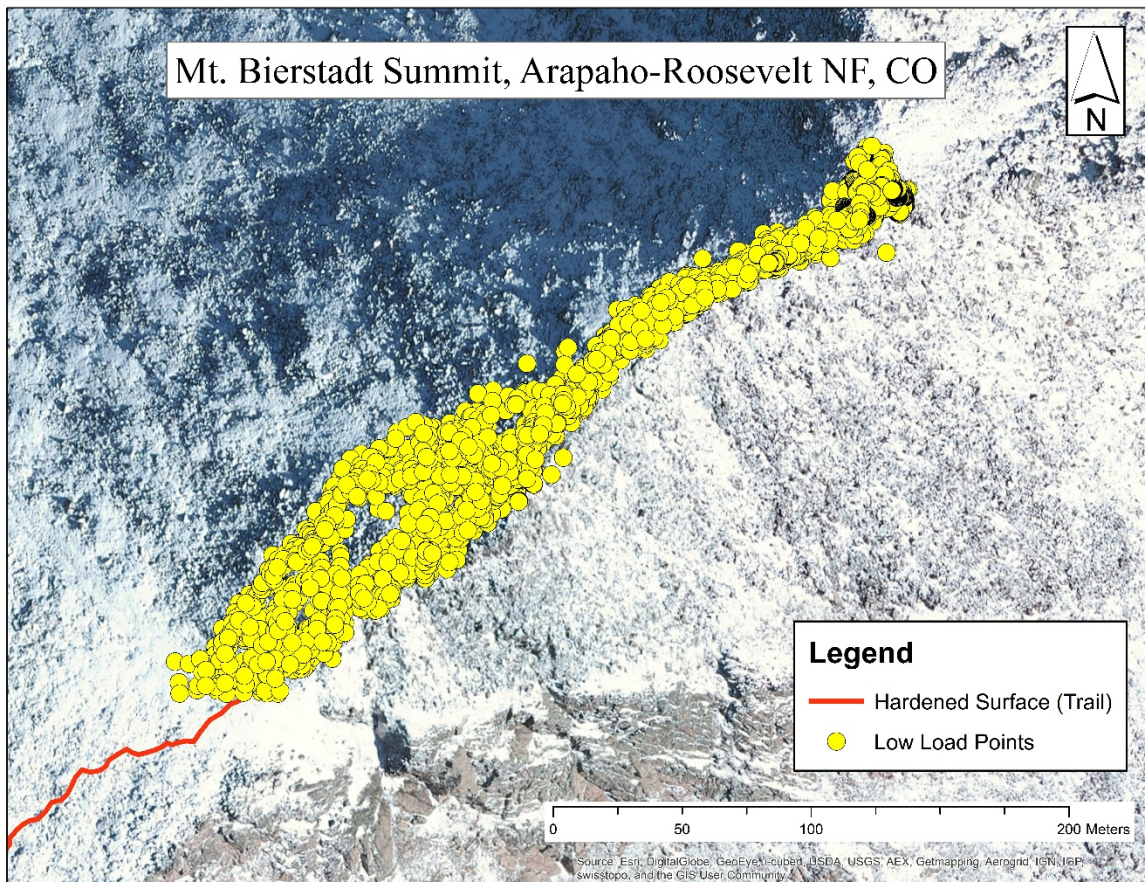 Mt. Bierstadt Summit, Arapaho-Roosevelt NF, CO
N
Legend
Hardened Surface (Trail)
Low Load Points
0 50 100 200 Meters
Source: Esri, DigitalGlobe, GeoEye, i-cubed, USDA, USGS, AEX, Getmapping, Aerogrid, IGN, IGP,
swisstopo, and the GIS User Community